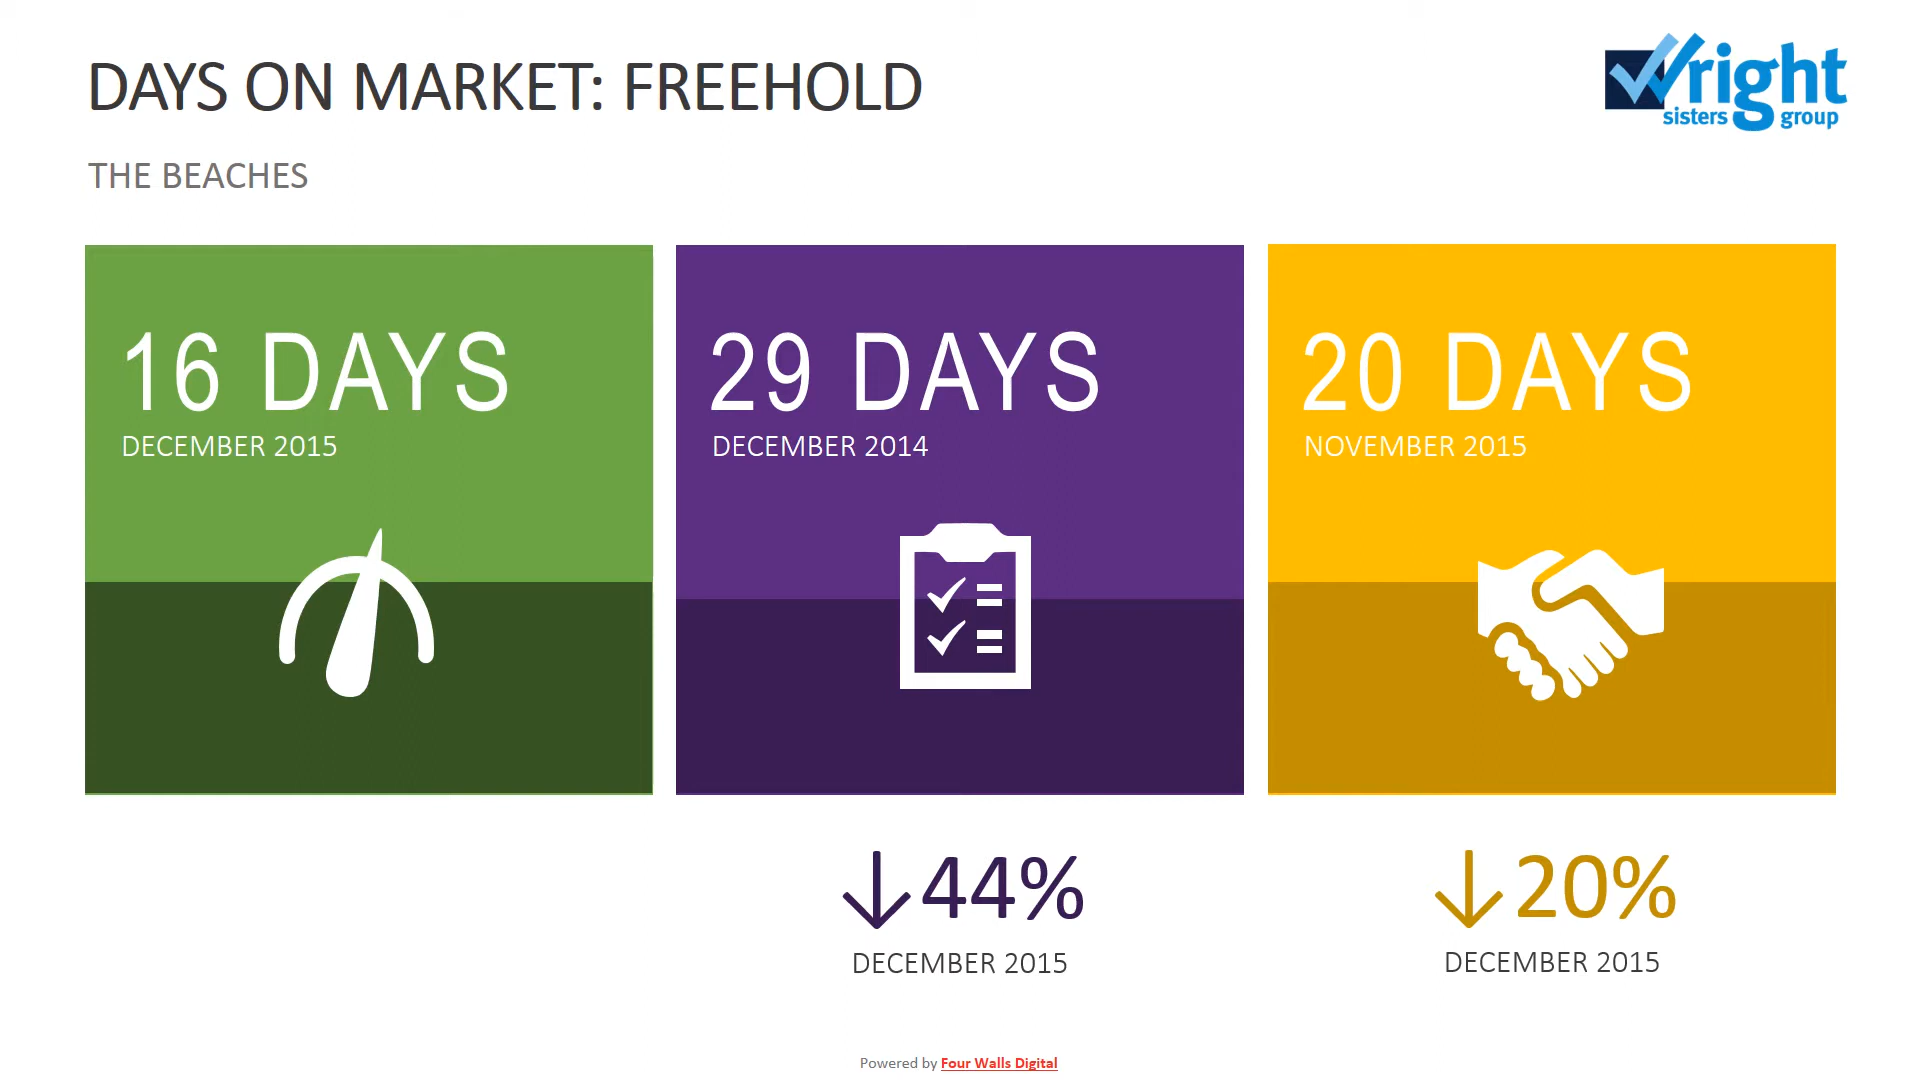 DAYS ON MARKET: FREEHOLD
Wright
sisters group
THE BEACHES
16 DAYS
DECEMBER 2015
29 DAYS
DECEMBER 2014
20 DAYS
NOVEMBER 2015
↓44%
DECEMBER 2015
↓20%
DECEMBER 2015
Powered by Four Walls Digital